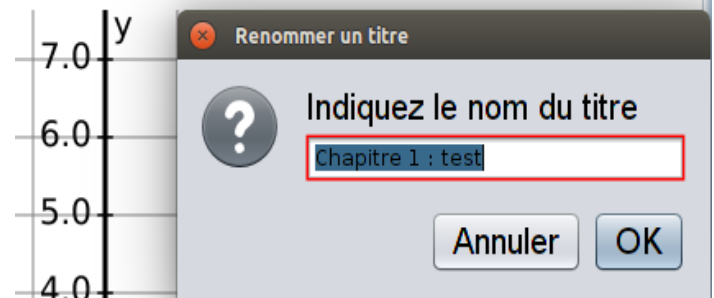 y
7.0
6.0
5.0
4.0
Renommer un titre
Indiquez le nom du titre
Chapitre 1 : test
Annuler OK